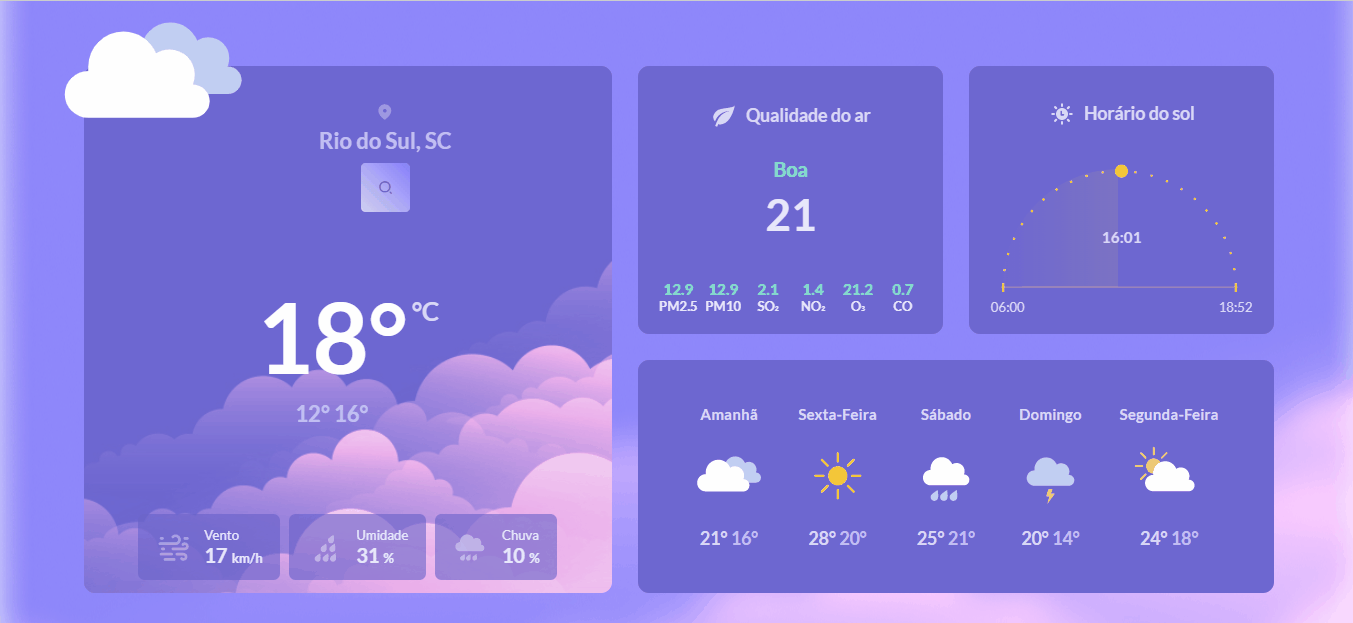 Rio do Sul, SC
18° °C
12° 16°
Vento
17 km/h
Umidade
31 %
Chuva
10 %
Qualidade do ar
Boa
21
12.9 12.9 2.1 1.4 21.2 0.7
PM2.5 PM10 SO₂ NO₂ O₃ CO
Horário do sol
16:01
06:00 18:52
Amanhã Sexta-Feira Sábado Domingo Segunda-Feira
21° 16° 28° 20° 25° 21° 20° 14° 24° 18°